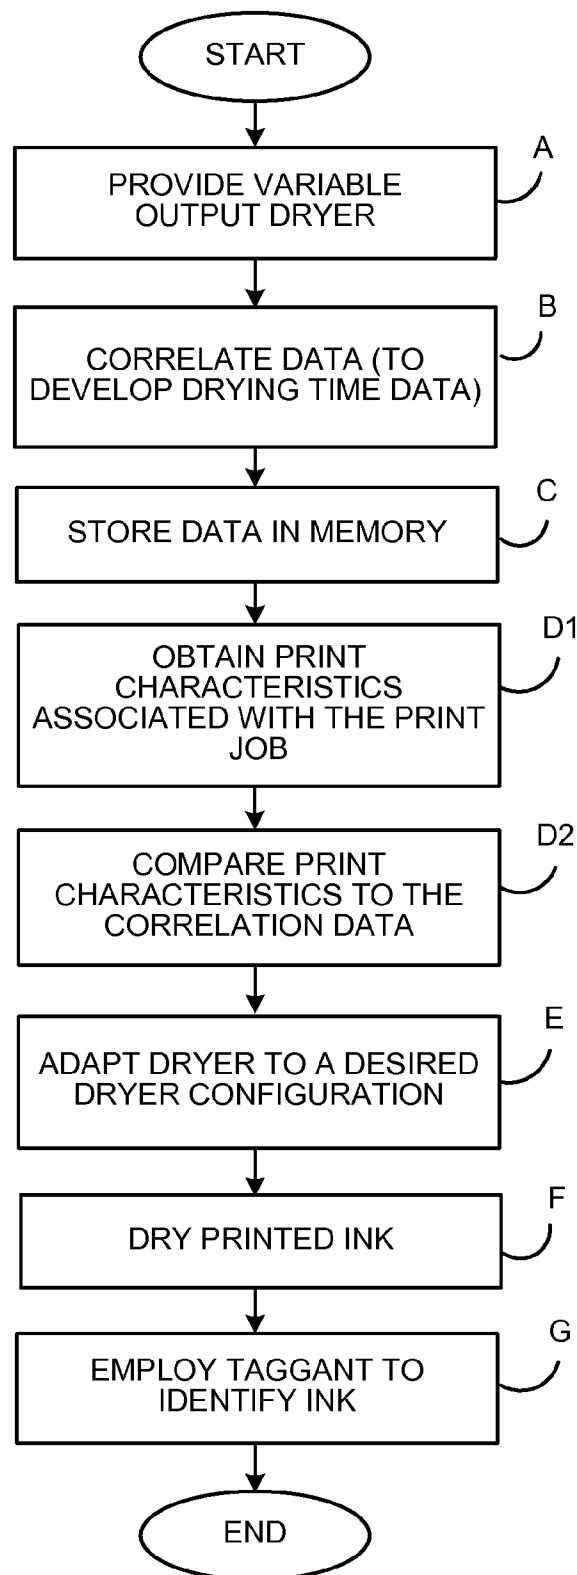 START
A
PROVIDE VARIABLE
OUTPUT DRYER
B
CORRELATE DATA (TO
DEVELOP DRYING TIME DATA)
C
STORE DATA IN MEMORY
D1
OBTAIN PRINT
CHARACTERISTICS
ASSOCIATED WITH THE PRINT
JOB
D2
COMPARE PRINT
CHARACTERISTICS TO THE
CORRELATION DATA
E
ADAPT DRYER TO A DESIRED
DRYER CONFIGURATION
F
DRY PRINTED INK
G
EMPLOY TAGGANT TO
IDENTIFY INK
END